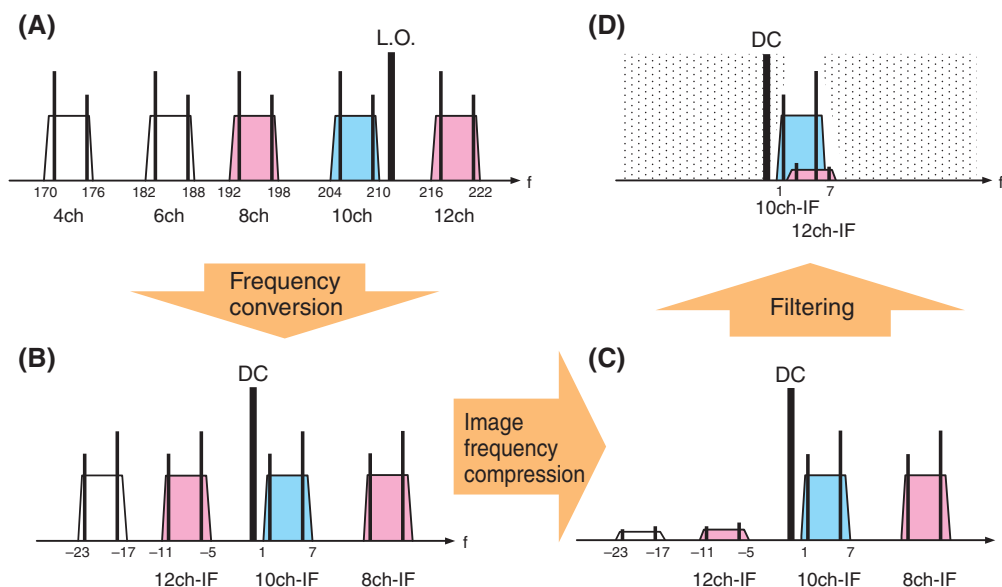 (A)
L.O.
170 176 182 188 192 198 204 210 216 222 f
4ch 6ch 8ch 10ch 12ch
Frequency
conversion
(B)
DC
–23 –17 –11 –5 1 7 f
12ch-IF 10ch-IF 8ch-IF
Image
frequency
compression
(C)
DC
–23 –17 –11 –5 1 7 f
12ch-IF 10ch-IF 8ch-IF
Filtering
(D)
DC
1 7 f
10ch-IF
12ch-IF